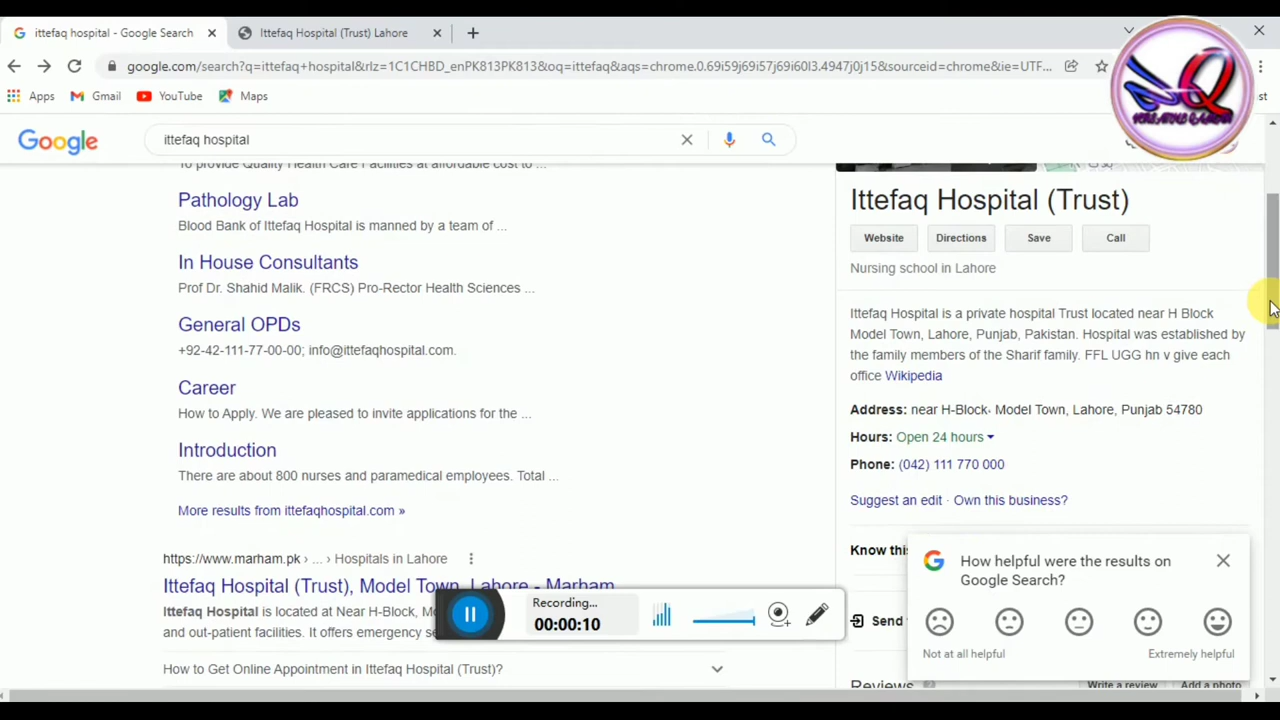 ittefaq hospital - Google Search
Ittefaq Hospital (Trust) Lahore
google.com/search?q=ittefaq+hospital&rlz=1C1CHBD_enPK813PK813&oq=ittefaq&aqs=chrome.0.69i59j69i57j69i60l3.4947j0j15&sourceid=chrome&ie=UTF...
Apps
Gmail
YouTube
Maps
Google
ittefaq hospital
To provide Quality Health Care Facilities at affordable cost to ...
Pathology Lab
Blood Bank of Ittefaq Hospital is manned by a team of ...
In House Consultants
Prof Dr. Shahid Malik. (FRCS) Pro-Rector Health Sciences ...
General OPDs
+92-42-111-77-00-00; info@ittefaqhospital.com.
Career
How to Apply. We are pleased to invite applications for the ...
Introduction
There are about 800 nurses and paramedical employees. Total ...
More results from ittefaqhospital.com »
https://www.marham.pk › ... › Hospitals in Lahore
Ittefaq Hospital (Trust), Model Town, Lahore - Marham
Ittefaq Hospital is located at Near H-Block,
and out-patient facilities. It offers emergency
How to Get Online Appointment in Ittefaq Hospital (Trust)?
Recording...
00:00:10
Ittefaq Hospital (Trust)
Website Directions Save Call
Nursing school in Lahore
Ittefaq Hospital is a private hospital Trust located near H Block
Model Town, Lahore, Punjab, Pakistan. Hospital was established by
the family members of the Sharif family. FFL UGG hn v give each
office Wikipedia
Address: near H-Block، Model Town, Lahore, Punjab 54780
Hours: Open 24 hours
Phone: (042) 111 770 000
Suggest an edit · Own this business?
Know this
Send
Reviews
Write a review Add a photo
How helpful were the results on
Google Search?
Not at all helpful
Extremely helpful